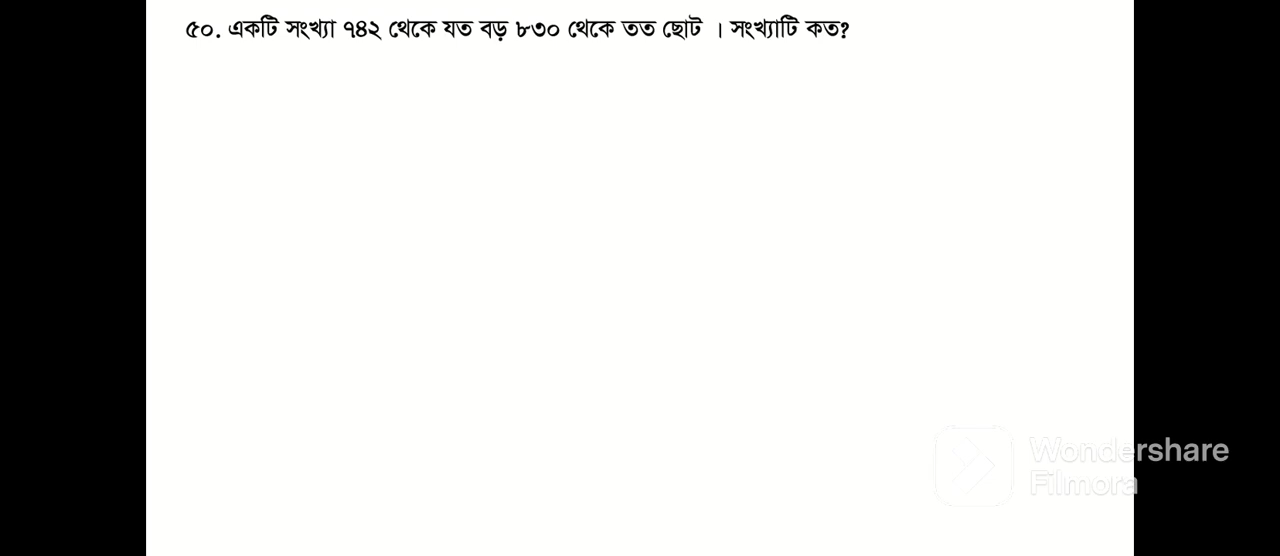 ৫০. একটি সংখ্যা ৭৪২ থেকে যত বড় ৮৩০ থেকে তত ছোট । সংখ্যাটি কত?
Wondershare
Filmora